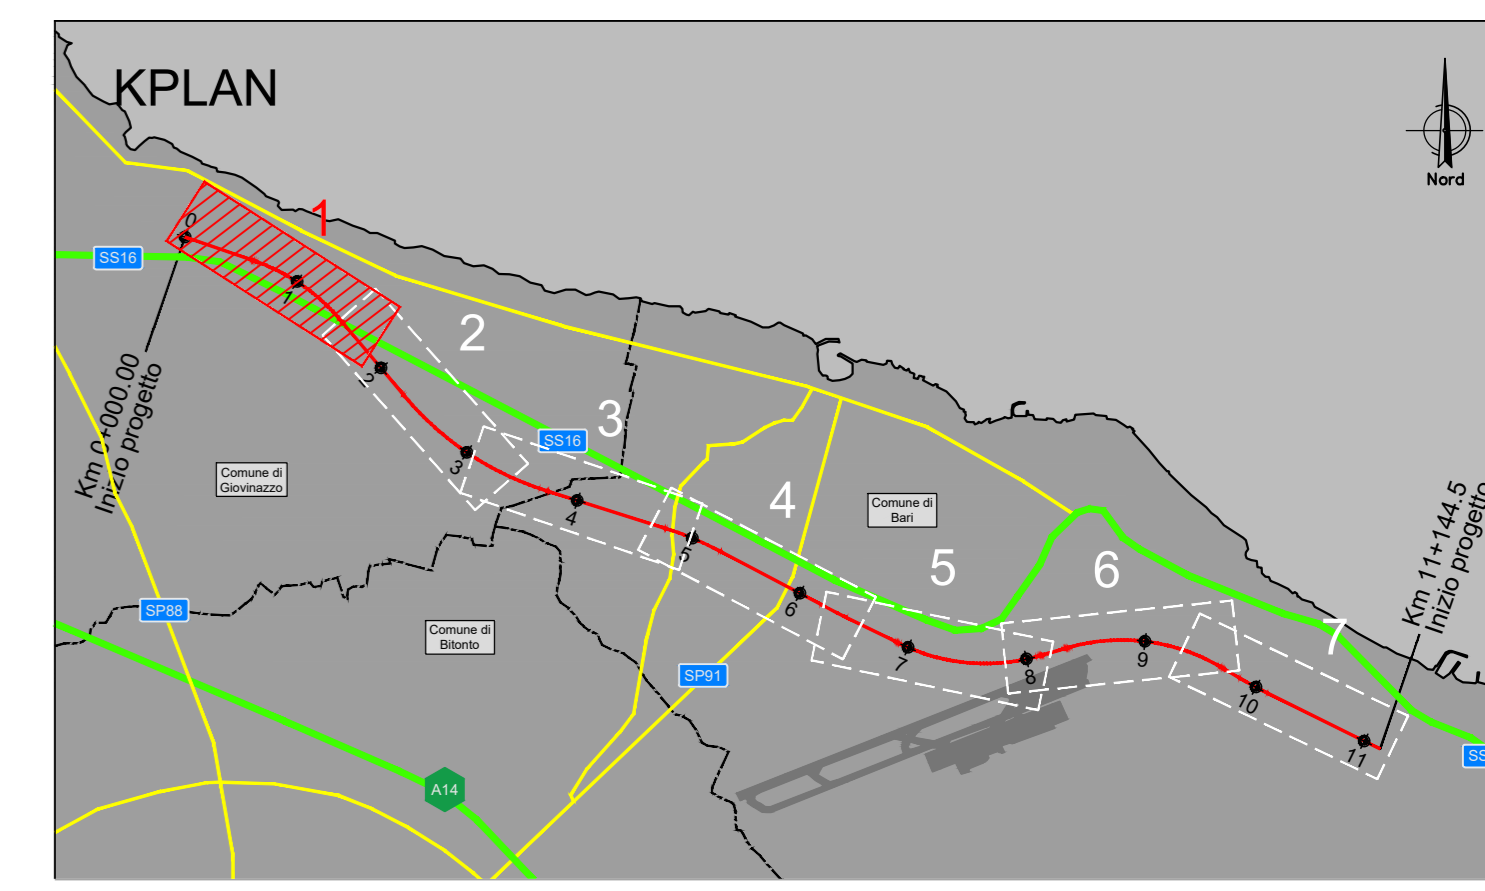 KPLAN
Nord
0
1
SS16
1
2
2
Km 0+000.00
Inizio progetto
3
SS16
3
Comune di
Giovinazzo
4
4
Comune di
Bari
5
5
6
6
Km 11+144.5
Inizio progetto
SP88
Comune di
Bitonto
7
7
8
9
SP91
10
11
A14